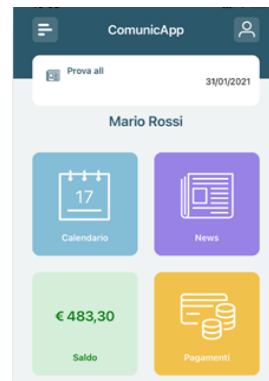 ComunicApp
Prova all
31/01/2021
Mario Rossi
17
Calendario
News
€ 483,30
Saldo
Pagamenti